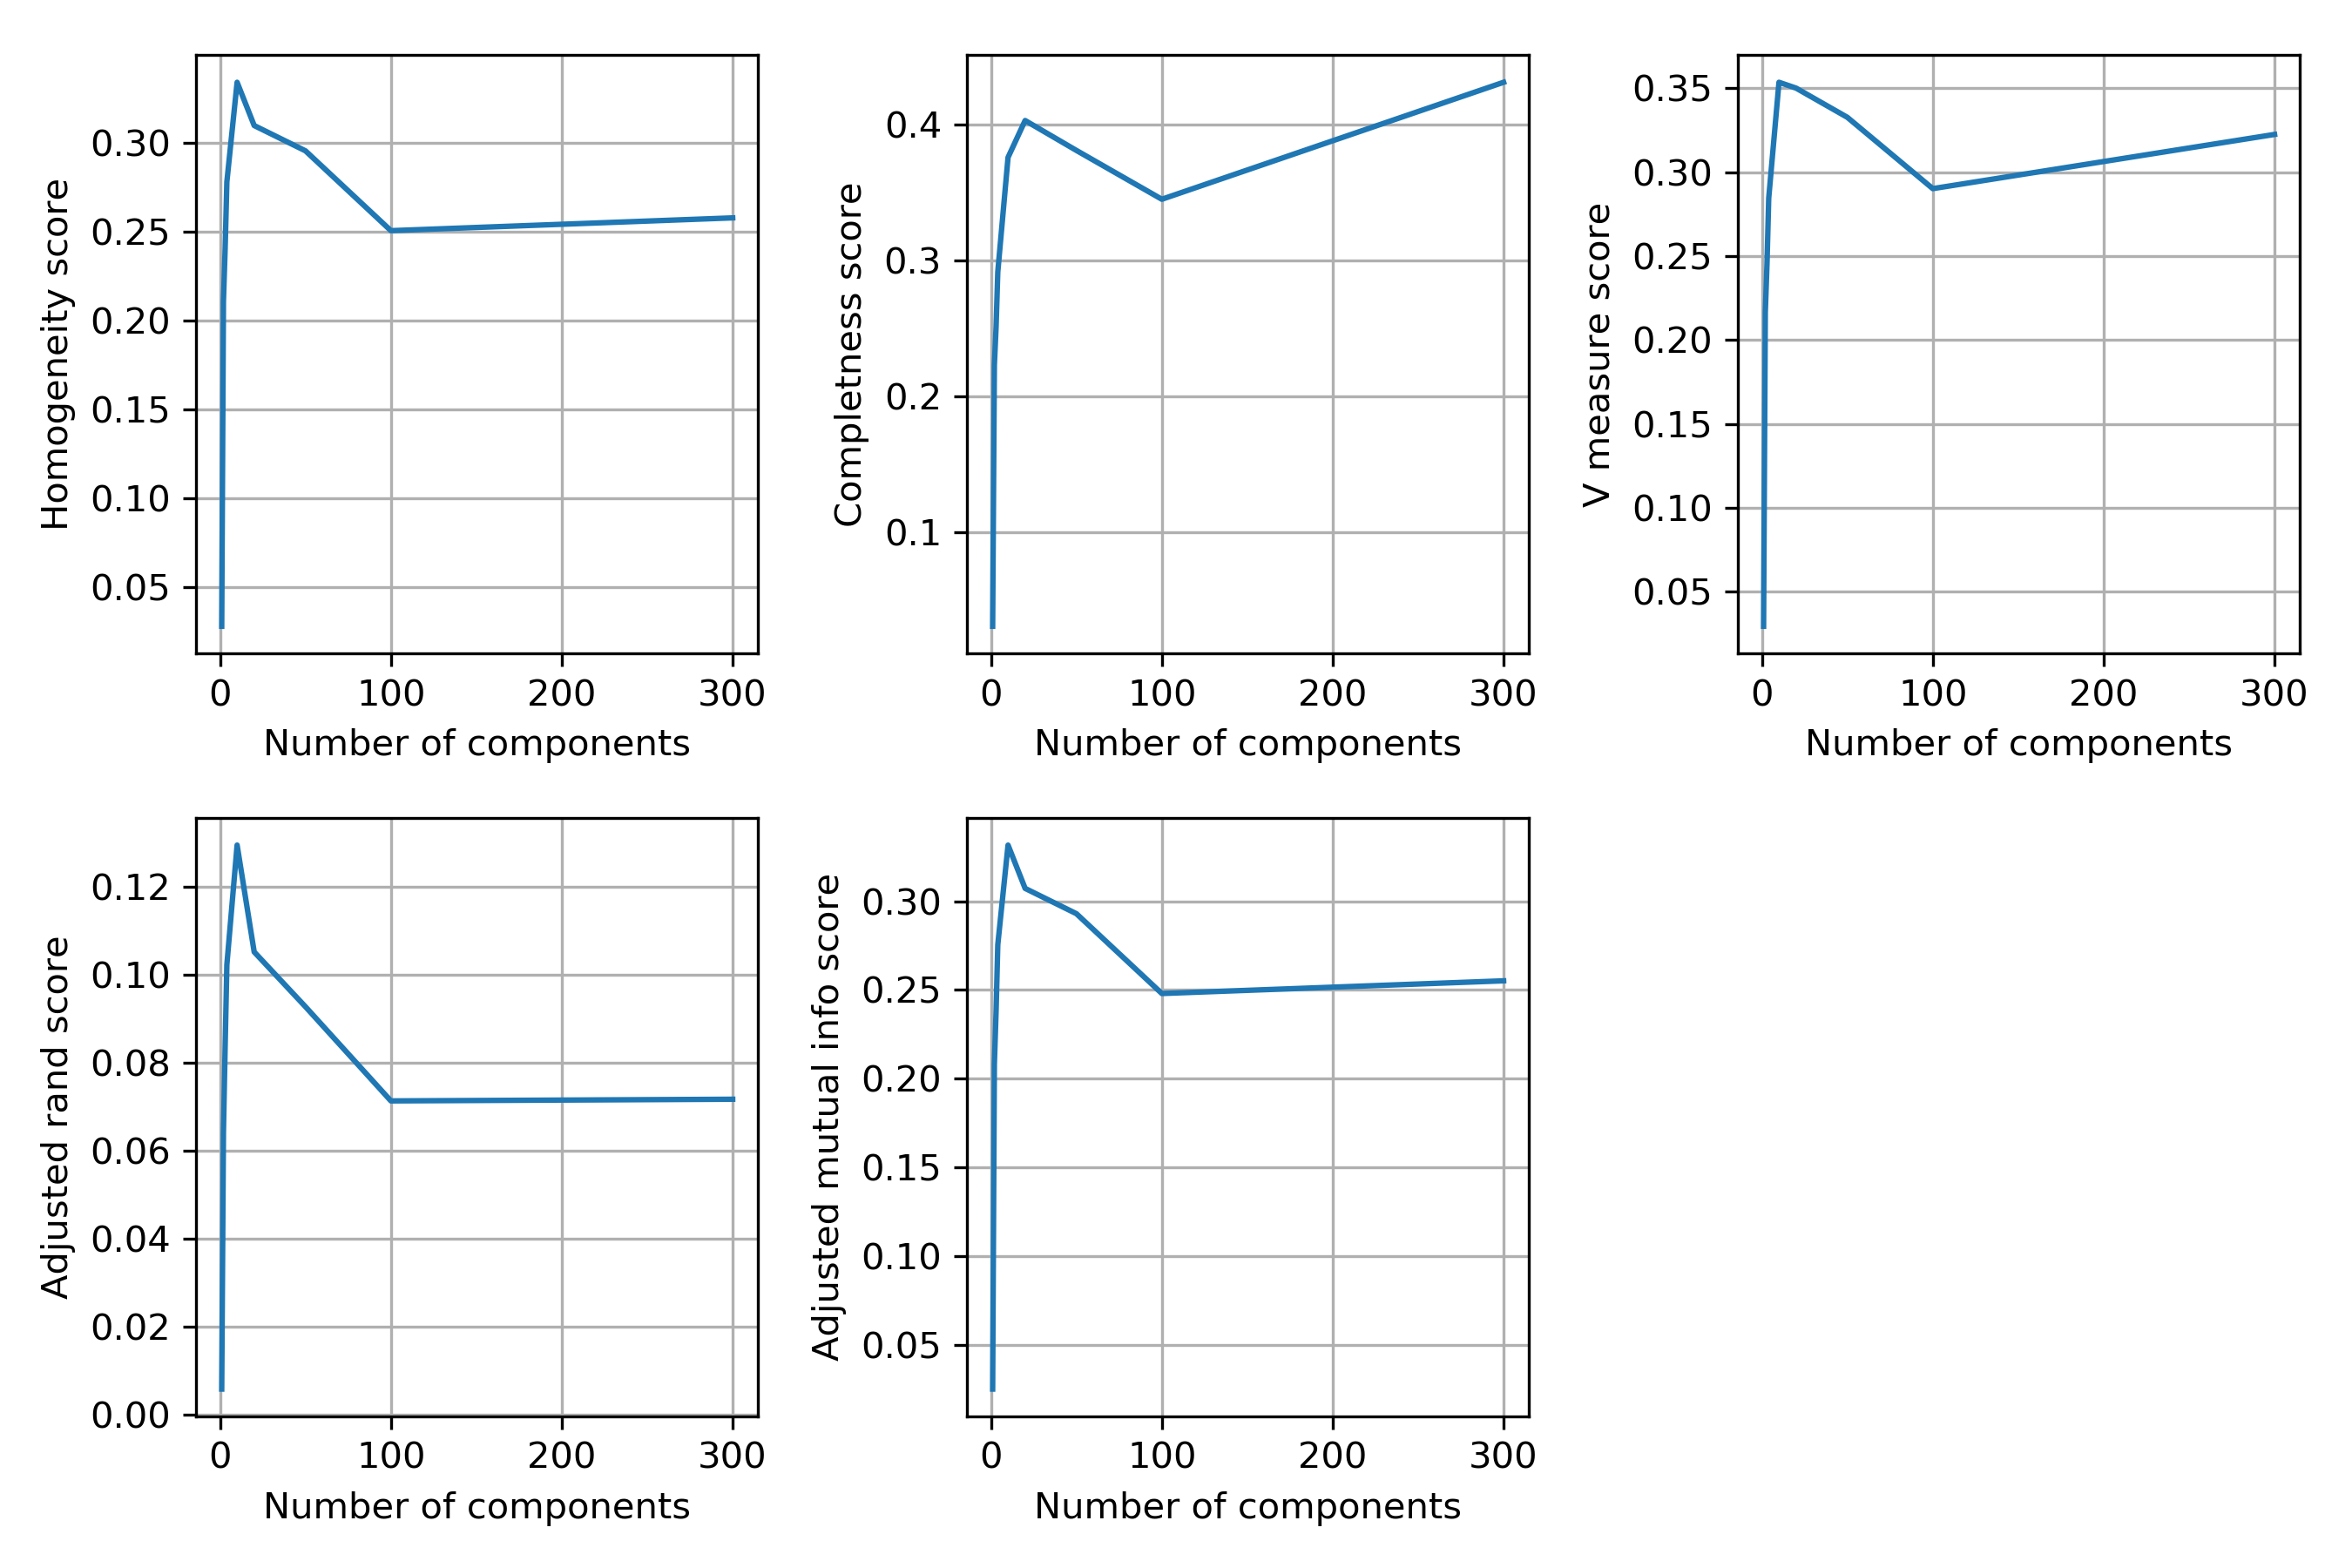 Homogeneity score
0.30
0.25
0.20
0.15
0.10
0.05
0 100 200 300
Number of components
Completness score
0.4
0.3
0.2
0.1
0 100 200 300
Number of components
V measure score
0.35
0.30
0.25
0.20
0.15
0.10
0.05
0 100 200 300
Number of components
Adjusted rand score
0.12
0.10
0.08
0.06
0.04
0.02
0.00
0 100 200 300
Number of components
Adjusted mutual info score
0.30
0.25
0.20
0.15
0.10
0.05
0 100 200 300
Number of components